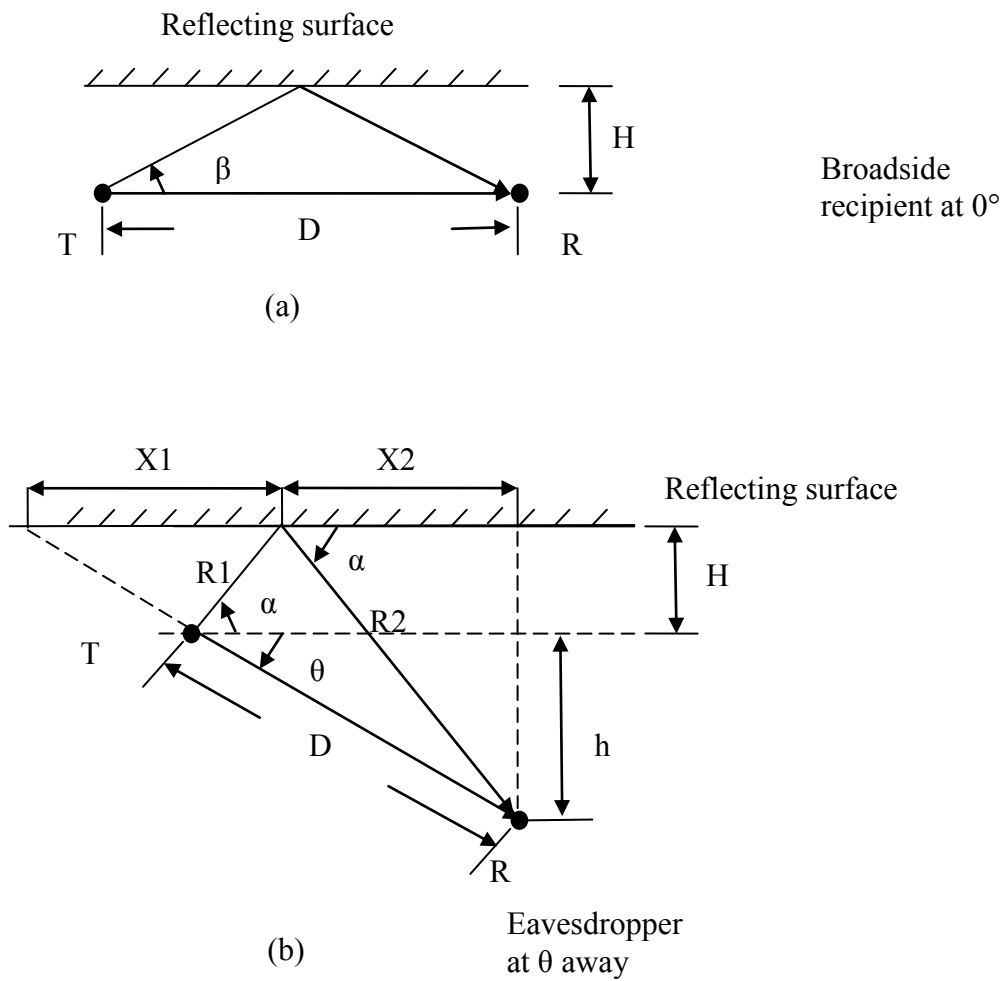 Reflecting surface
H
β
Broadside
recipient at 0°
D
T
R
(a)
X1
X2
Reflecting surface
α
R1
H
α
R2
T
θ
D
h
R
Eavesdropper
at θ away
(b)